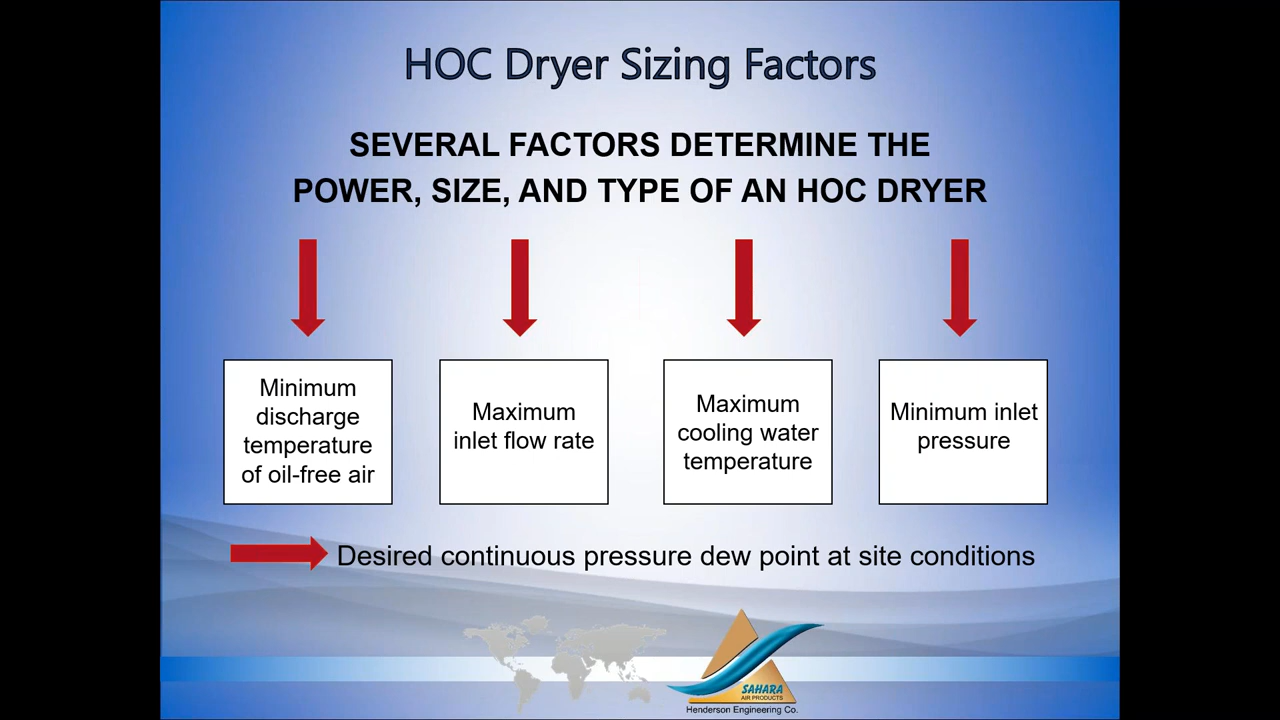 HOC Dryer Sizing Factors
SEVERAL FACTORS DETERMINE THE
POWER, SIZE, AND TYPE OF AN HOC DRYER
Minimum
discharge
temperature
of oil-free air
Maximum
inlet flow rate
Maximum
cooling water
temperature
Minimum inlet
pressure
Desired continuous pressure dew point at site conditions
SAHARA
AIR PRODUCTS
Henderson Engineering Co.